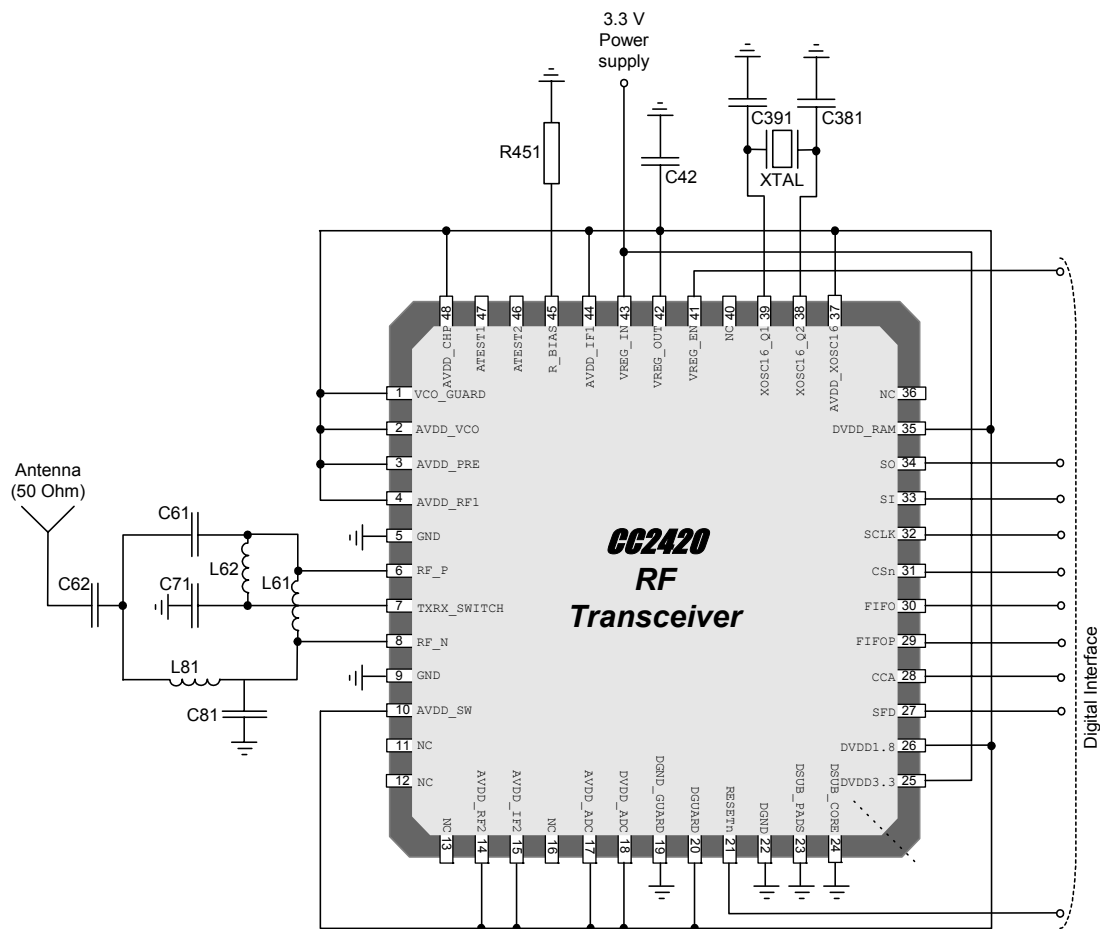 3.3 V
Power
supply
C391
C381
R451
C42
XTAL
48
47
46
45
44
43
42
41
40
39
38
37
AVDD_CHP
ATEST1
ATEST2
R_BIAS
AVDD_IF1
VREG_IN
VREG_OUT
VREG_EN
NC
XOSC16_Q1
XOSC16_Q2
AVDD_XOSC16
1 VCO_GUARD
2 AVDD_VCO
3 AVDD_PRE
4 AVDD_RF1
5 GND
6 RF_P
7 TXRX_SWITCH
8 RF_N
9 GND
10 AVDD_SW
11 NC
12 NC
Antenna
(50 Ohm)
C61
L62
L61
C62
C71
L81
C81
CC2420
RF
Transceiver
NC 36
DVDD_RAM 35
SO 34
SI 33
SCLK 32
CSn 31
FIFO 30
FIFOP 29
CCA 28
SFD 27
DVDD1.8 26
DVDD3.3 25
Digital Interface
NC
AVDD_RF2
AVDD_IF2
NC
AVDD_ADC
DVDD_ADC
DGND_GUARD
DGUARD
RESETn
DGND
DSUB_PADS
DSUB_CORE
13
14
15
16
17
18
19
20
21
22
23
24